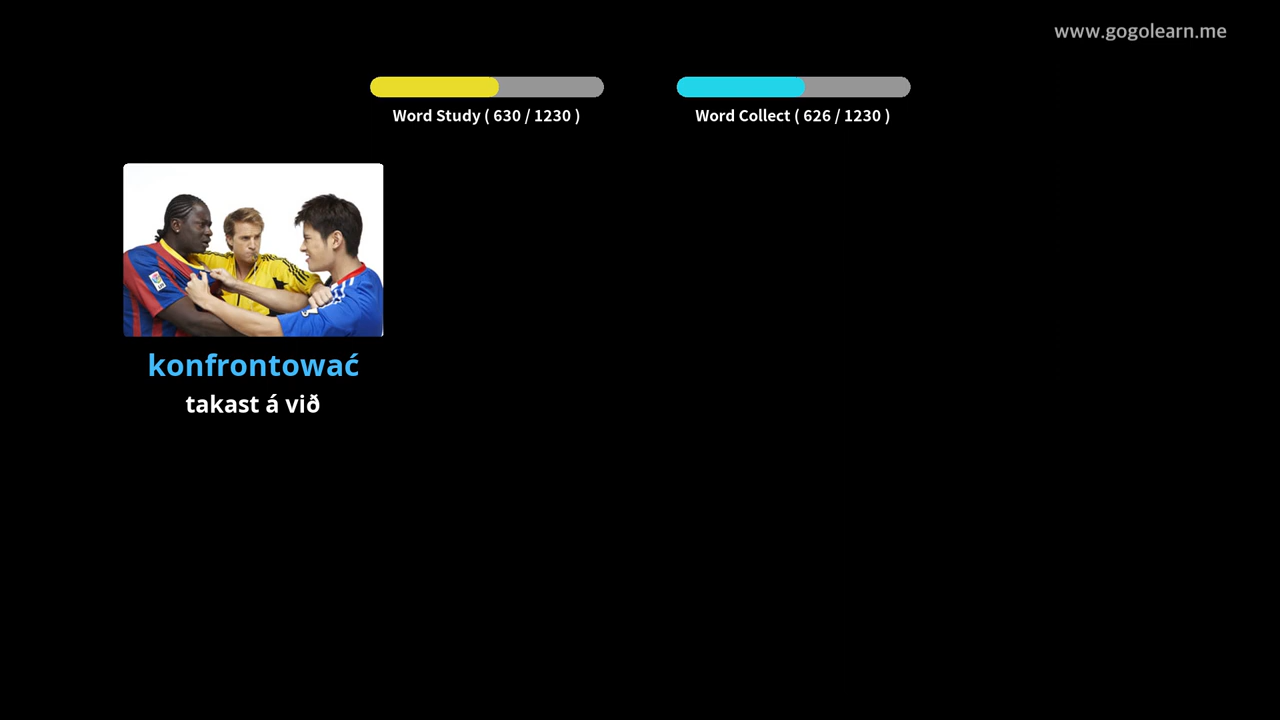 www.gogolearn.me
Word Study ( 630 / 1230 )
Word Collect ( 626 / 1230 )
konfrontować
takast á við